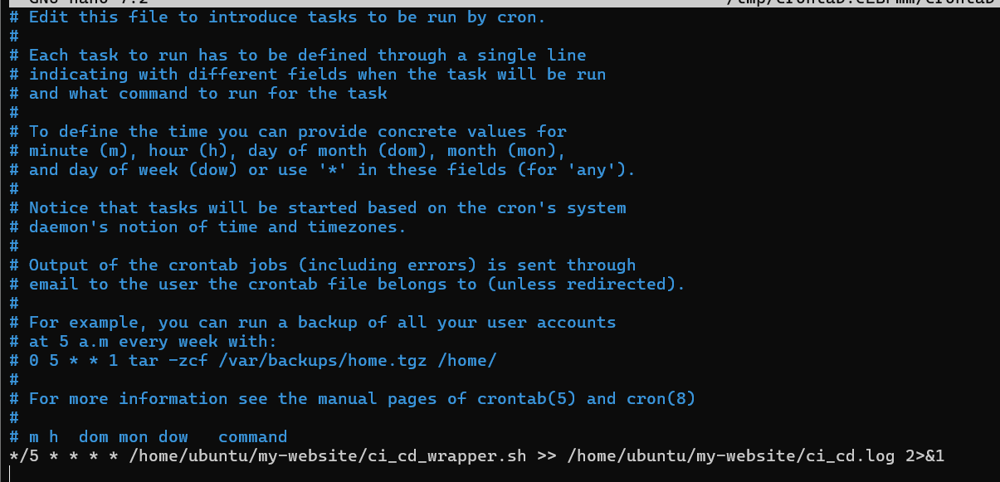 GNU nano 7.2 /tmp/crontab.
# Edit this file to introduce tasks to be run by cron.
#
# Each task to run has to be defined through a single line
# indicating with different fields when the task will be run
# and what command to run for the task
#
# To define the time you can provide concrete values for
# minute (m), hour (h), day of month (dom), month (mon),
# and day of week (dow) or use '*' in these fields (for 'any').
#
# Notice that tasks will be started based on the cron's system
# daemon's notion of time and timezones.
#
# Output of the crontab jobs (including errors) is sent through
# email to the user the crontab file belongs to (unless redirected).
#
# For example, you can run a backup of all your user accounts
# at 5 a.m every week with:
# 0 5 * * 1 tar -zcf /var/backups/home.tgz /home/
#
# For more information see the manual pages of crontab(5) and cron(8)
#
# m h  dom mon dow   command
*/5 * * * * /home/ubuntu/my-website/ci_cd_wrapper.sh >> /home/ubuntu/my-website/ci_cd.log 2>&1